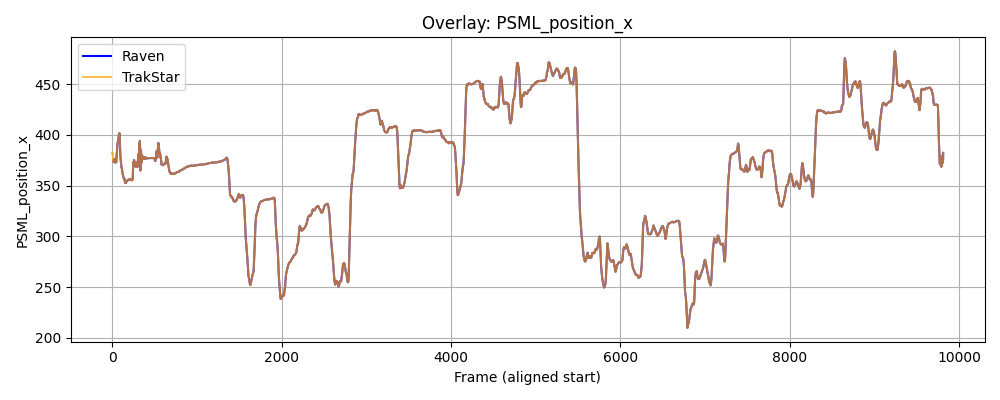 Overlay: PSML_position_x
Raven
TrakStar
PSML_position_x
450
400
350
300
250
200
0
2000
4000
6000
8000
10000
Frame (aligned start)